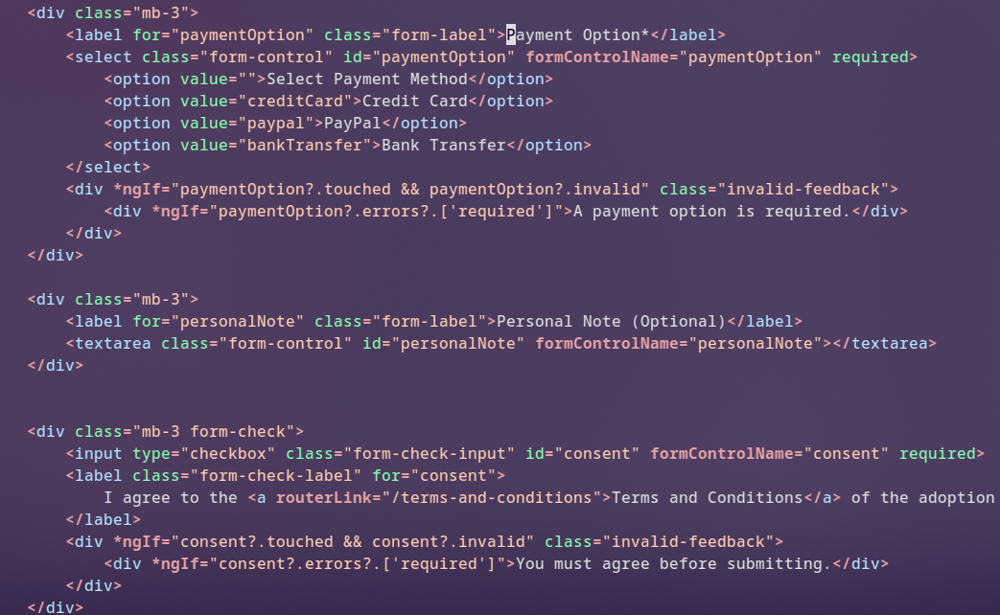 <div class="mb-3">
    <label for="paymentOption" class="form-label">Payment Option*</label>
    <select class="form-control" id="paymentOption" formControlName="paymentOption" required>
        <option value="">Select Payment Method</option>
        <option value="creditCard">Credit Card</option>
        <option value="paypal">PayPal</option>
        <option value="bankTransfer">Bank Transfer</option>
    </select>
    <div *ngIf="paymentOption?.touched && paymentOption?.invalid" class="invalid-feedback">
        <div *ngIf="paymentOption?.errors?.['required']">A payment option is required.</div>
    </div>
</div>

<div class="mb-3">
    <label for="personalNote" class="form-label">Personal Note (Optional)</label>
    <textarea class="form-control" id="personalNote" formControlName="personalNote"></textarea>
</div>


<div class="mb-3 form-check">
    <input type="checkbox" class="form-check-input" id="consent" formControlName="consent" required>
    <label class="form-check-label" for="consent">
        I agree to the <a routerLink="/terms-and-conditions">Terms and Conditions</a> of the adoption
    </label>
    <div *ngIf="consent?.touched && consent?.invalid" class="invalid-feedback">
        <div *ngIf="consent?.errors?.['required']">You must agree before submitting.</div>
    </div>
</div>